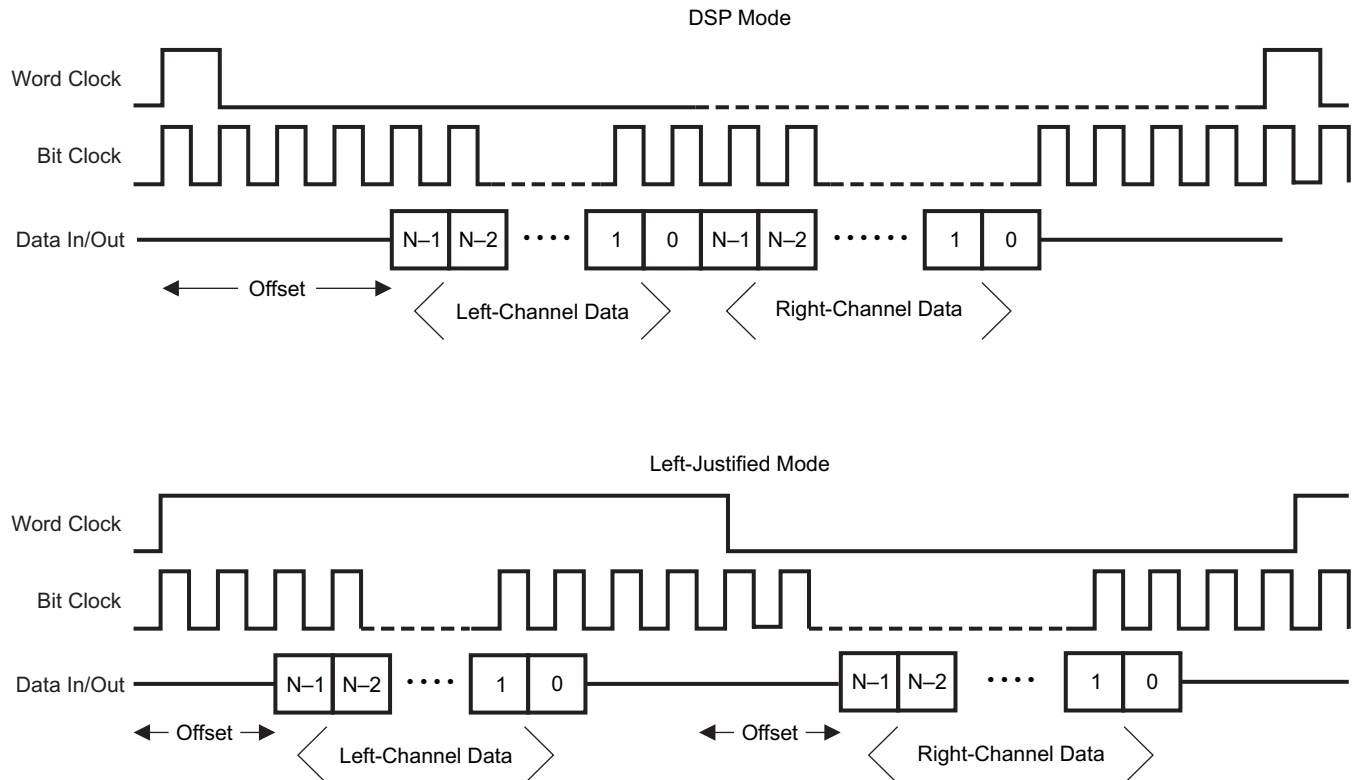 DSP Mode
Word Clock
Bit Clock
Data In/Out N–1 N–2 •••• 1 0 N–1 N–2 •••••• 1 0
Offset
Left-Channel Data Right-Channel Data
Left-Justified Mode
Word Clock
Bit Clock
Data In/Out N–1 N–2 •••• 1 0 N–1 N–2 •••• 1 0
Offset Offset
Left-Channel Data Right-Channel Data